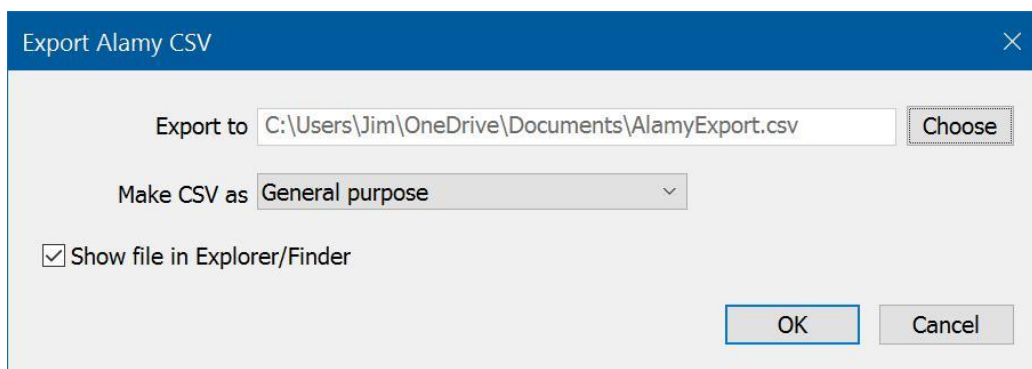 Export Alamy CSV
Export to C:\Users\Jim\OneDrive\Documents\AlamyExport.csv Choose
Make CSV as General purpose
Show file in Explorer/Finder
OK Cancel